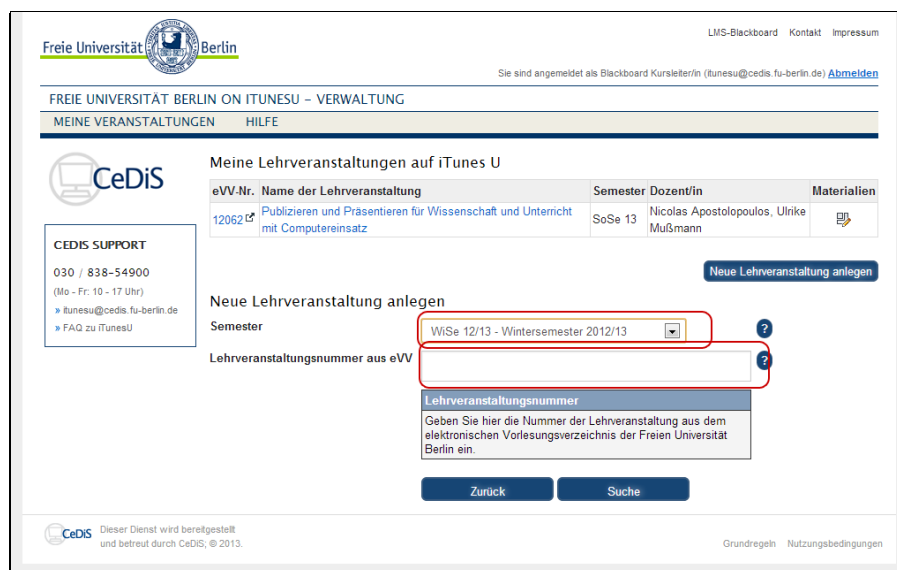 LMS-Blackboard Kontakt Impressum
Freie Universität Berlin
Sie sind angemeldet als Blackboard Kursleiter/in (itunesu@cedis.fu-berlin.de) Abmelden
FREIE UNIVERSITÄT BERLIN ON ITUNESU – VERWALTUNG
MEINE VERANSTALTUNGEN HILFE
CeDiS
CEDIS SUPPORT
030 / 838-54900
(Mo - Fr: 10 - 17 Uhr)
» itunesu@cedis.fu-berlin.de
» FAQ zu iTunesU
Meine Lehrveranstaltungen auf iTunes U
eVV-Nr. Name der Lehrveranstaltung Semester Dozent/in Materialien
12062 Publizieren und Präsentieren für Wissenschaft und Unterricht mit Computereinsatz SoSe 13 Nicolas Apostolopoulos, Ulrike Mußmann
Neue Lehrveranstaltung anlegen
Neue Lehrveranstaltung anlegen
Semester WiSe 12/13 - Wintersemester 2012/13 ?
Lehrveranstaltungsnummer aus eVV ?
Lehrveranstaltungsnummer
Geben Sie hier die Nummer der Lehrveranstaltung aus dem
elektronischen Vorlesungsverzeichnis der Freien Universität
Berlin ein.
Zurück Suche
CeDiS Dieser Dienst wird bereitgestellt
und betreut durch CeDiS; © 2013.
Grundregeln Nutzungsbedingungen